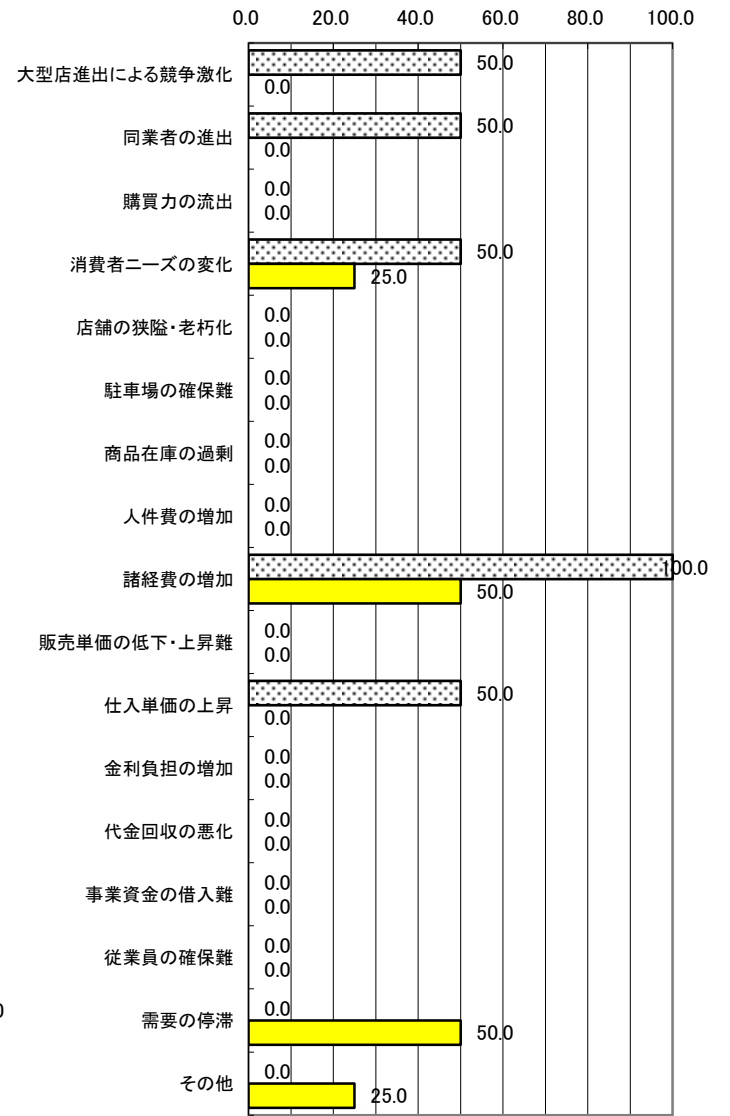 0.0 20.0 40.0 60.0 80.0 100.0
大型店進出による競争激化 50.0
0.0
同業者の進出 50.0
0.0
購買力の流出 0.0
0.0
消費者ニーズの変化 50.0
25.0
店舗の狭隘・老朽化 0.0
0.0
駐車場の確保難 0.0
0.0
商品在庫の過剰 0.0
0.0
人件費の増加 0.0
0.0
諸経費の増加 100.0
50.0
販売単価の低下・上昇難 0.0
0.0
仕入単価の上昇 50.0
0.0
金利負担の増加 0.0
0.0
代金回収の悪化 0.0
0.0
事業資金の借入難 0.0
0.0
従業員の確保難 0.0
0.0
需要の停滞 0.0
50.0
その他 0.0
25.0